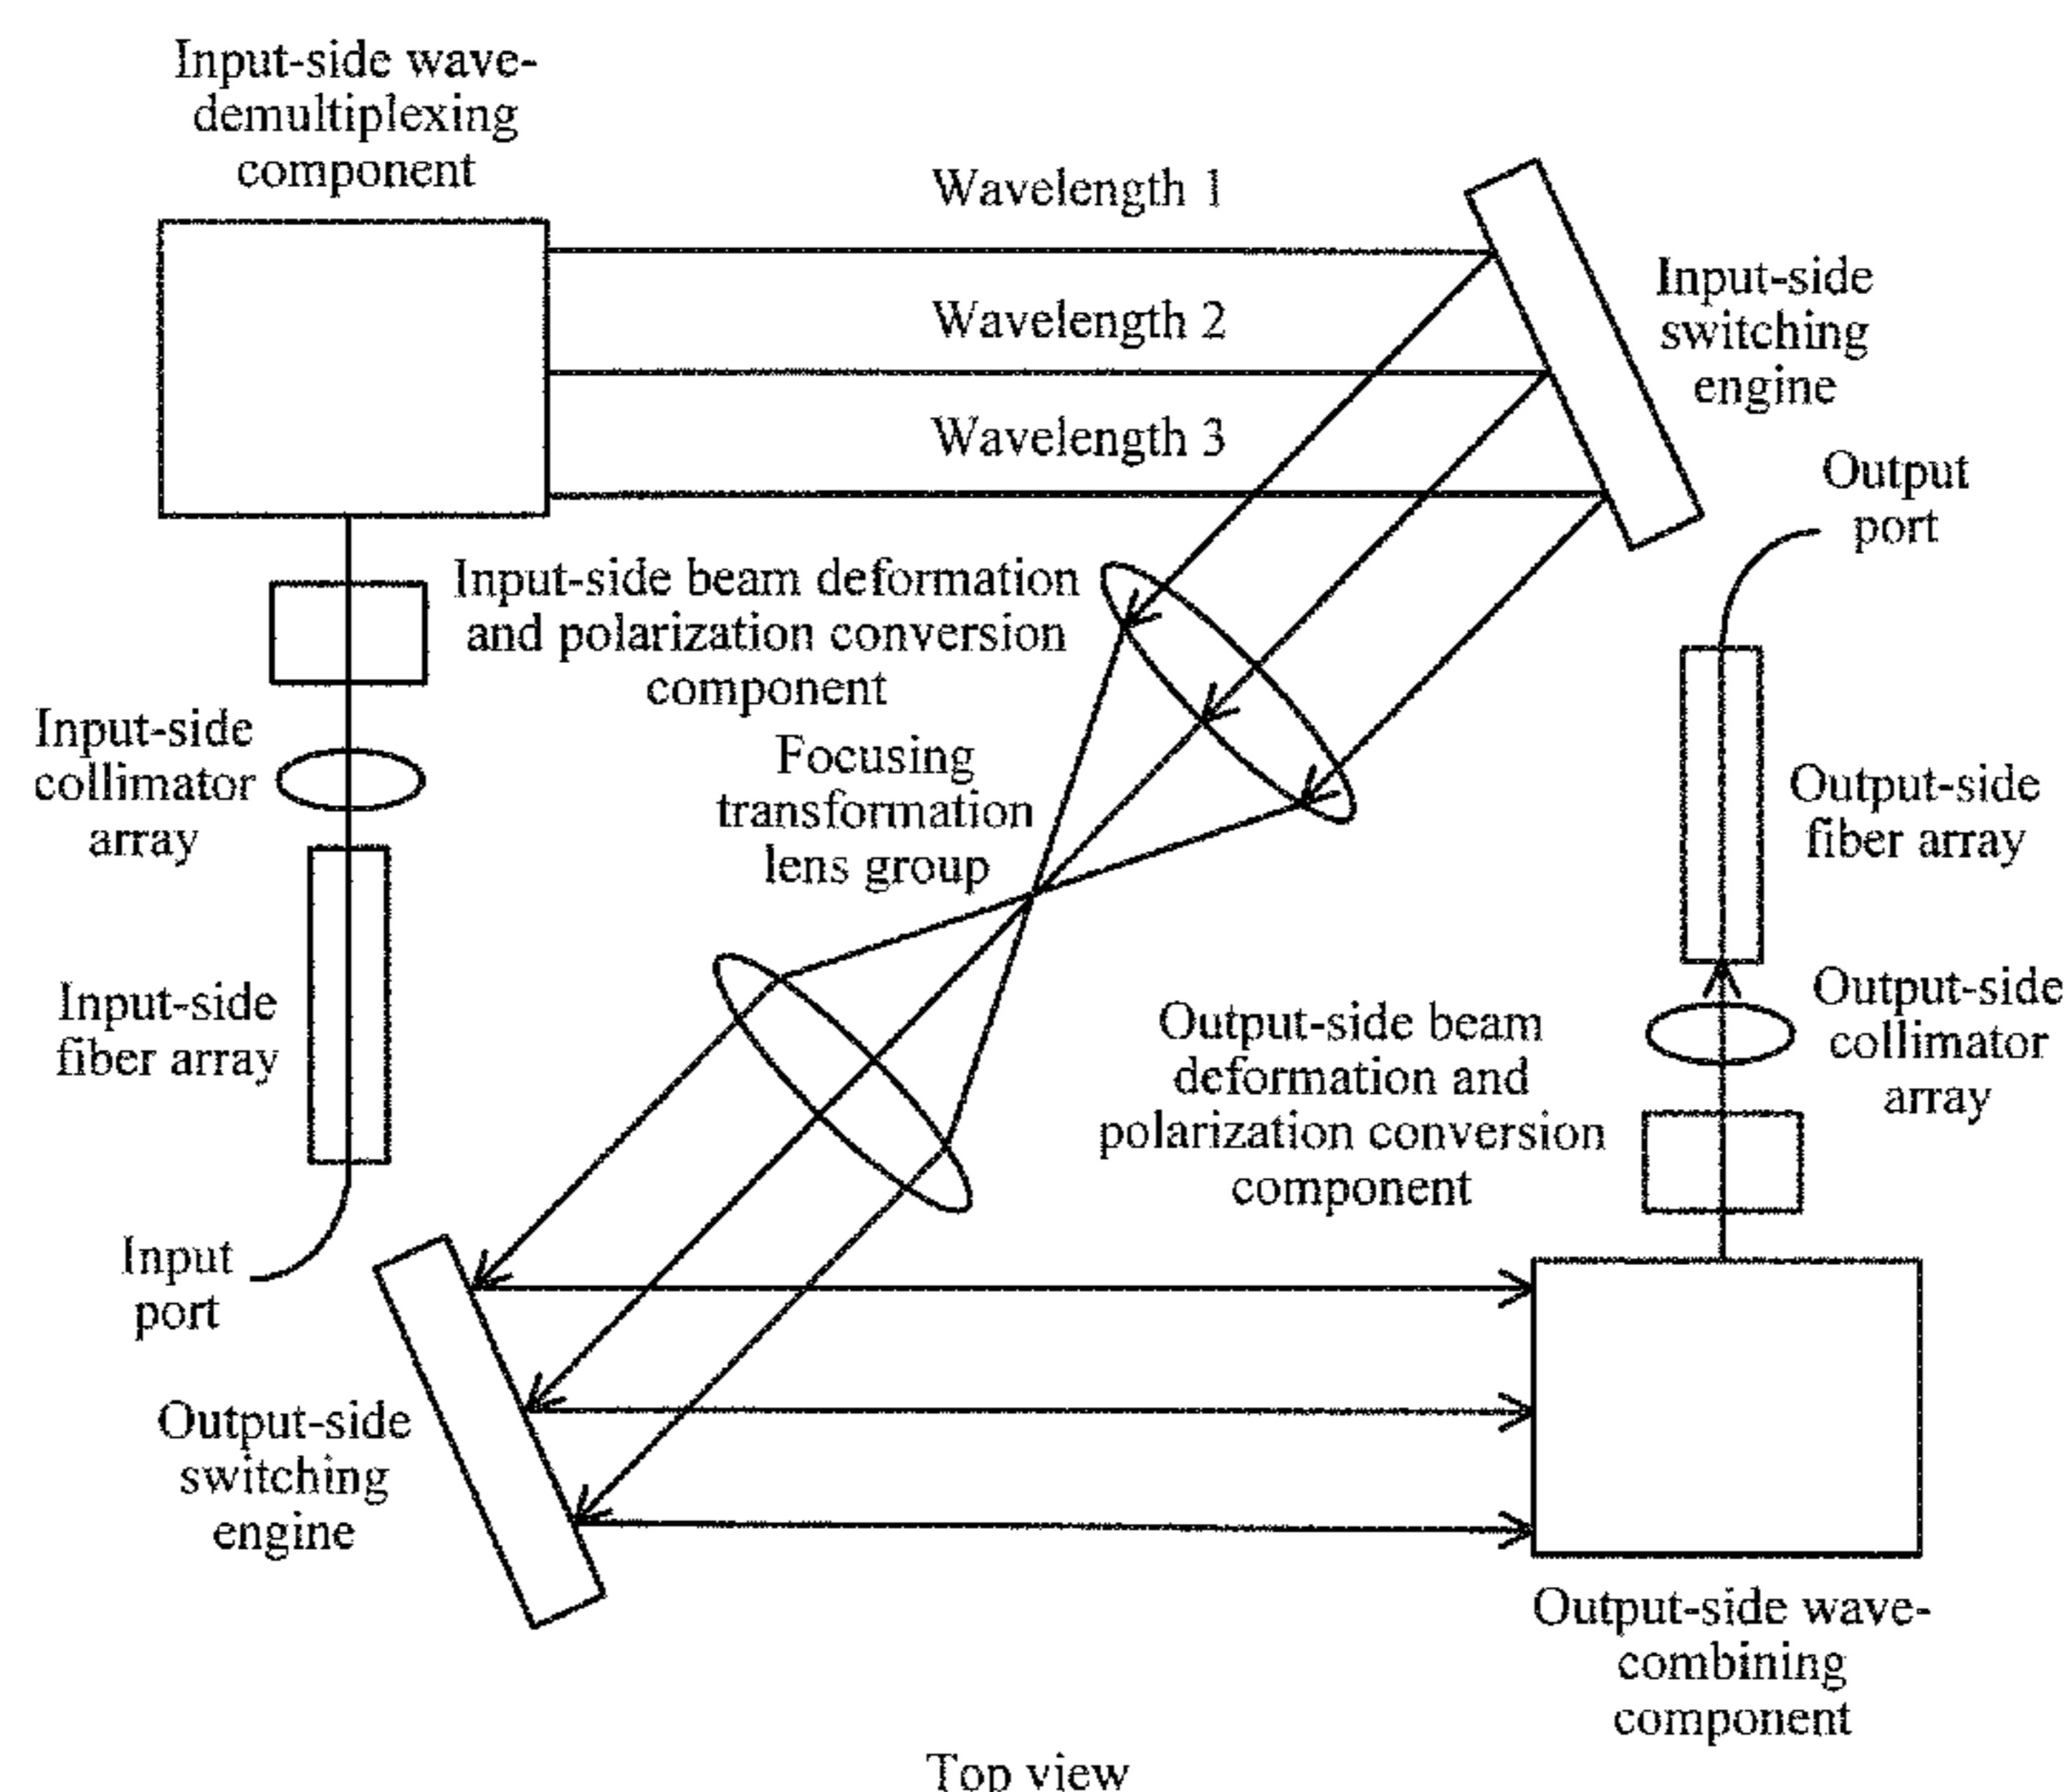 Input-side wave-
demultiplexing
component
Wavelength 1
Wavelength 2
Wavelength 3
Input-side
switching
engine
Output
port
Input-side beam deformation
and polarization conversion
component
Input-side
collimator
array
Focusing
transformation
lens group
Output-side
fiber array
Input-side
fiber array
Output-side beam
deformation and
polarization conversion
component
Output-side
collimator
array
Input
port
Output-side
switching
engine
Output-side wave-
combining
component
Top view